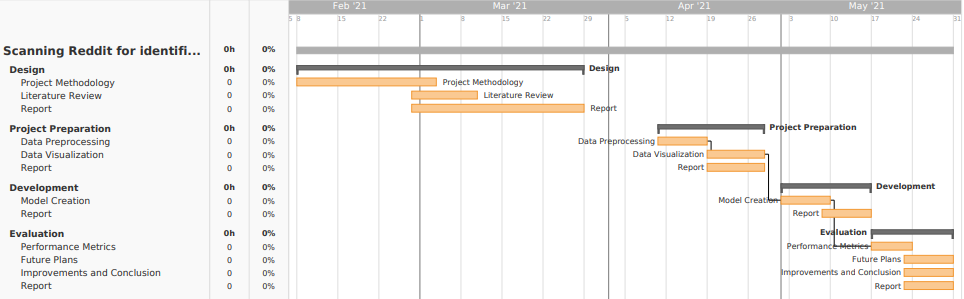 Feb '21 Mar '21 Apr '21 May '21
5 8 15 22 1 8 15 22 29 5 12 19 26 3 10 17 24 31
Scanning Reddit for identifi... 0h 0%
Design 0h 0% Design
Project Methodology 0 0% Project Methodology
Literature Review 0 0% Literature Review
Report 0 0% Report
Project Preparation 0h 0% Project Preparation
Data Preprocessing 0 0% Data Preprocessing
Data Visualization 0 0% Data Visualization
Report 0 0% Report
Development 0h 0% Development
Model Creation 0 0% Model Creation
Report 0 0% Report
Evaluation 0h 0% Evaluation
Performance Metrics 0 0% Performance Metrics
Future Plans 0 0% Future Plans
Improvements and Conclusion 0 0% Improvements and Conclusion
Report 0 0% Report